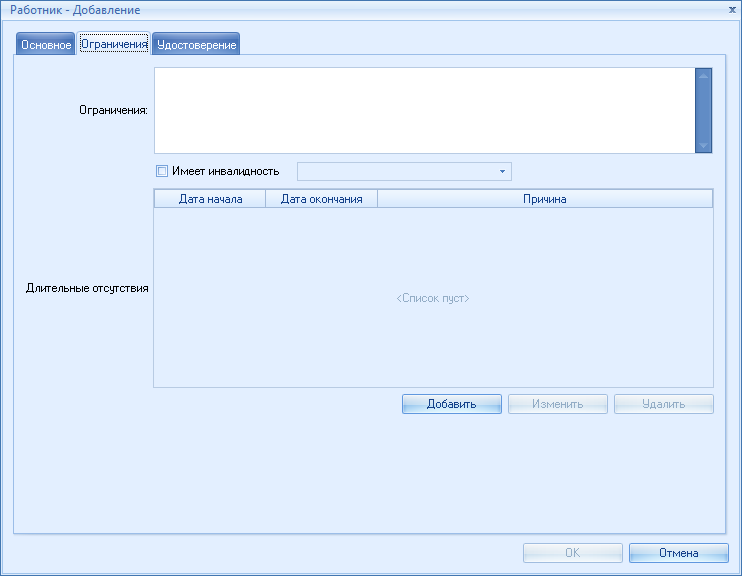 Работник - Добавление
Основное Ограничения Удостоверение
Ограничения:
Имеет инвалидность
Дата начала Дата окончания Причина
Длительные отсутствия
<Список пуст>
Добавить Изменить Удалить
OK Отмена